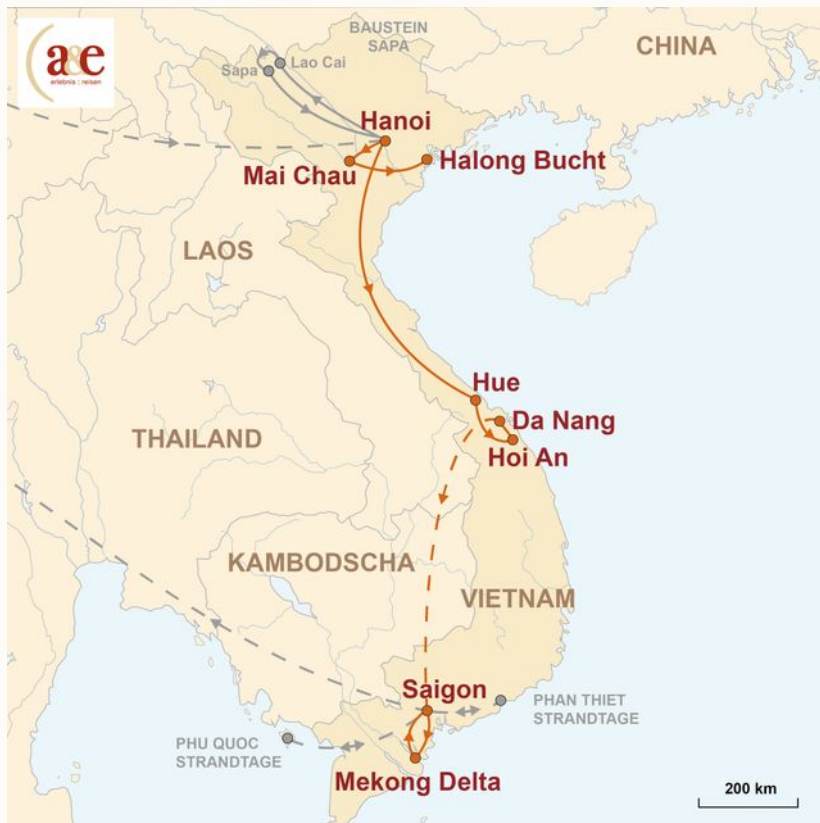 a&e
erlebnis : reisen
BAUSTEIN
SAPA
CHINA
Sapa
Lao Cai
Hanoi
Mai Chau
Halong Bucht
LAOS
Hue
Da Nang
Hoi An
THAILAND
KAMBODSCHA
VIETNAM
Saigon
PHAN THIET
STRANDTAGE
PHU QUOC
STRANDTAGE
Mekong Delta
200 km